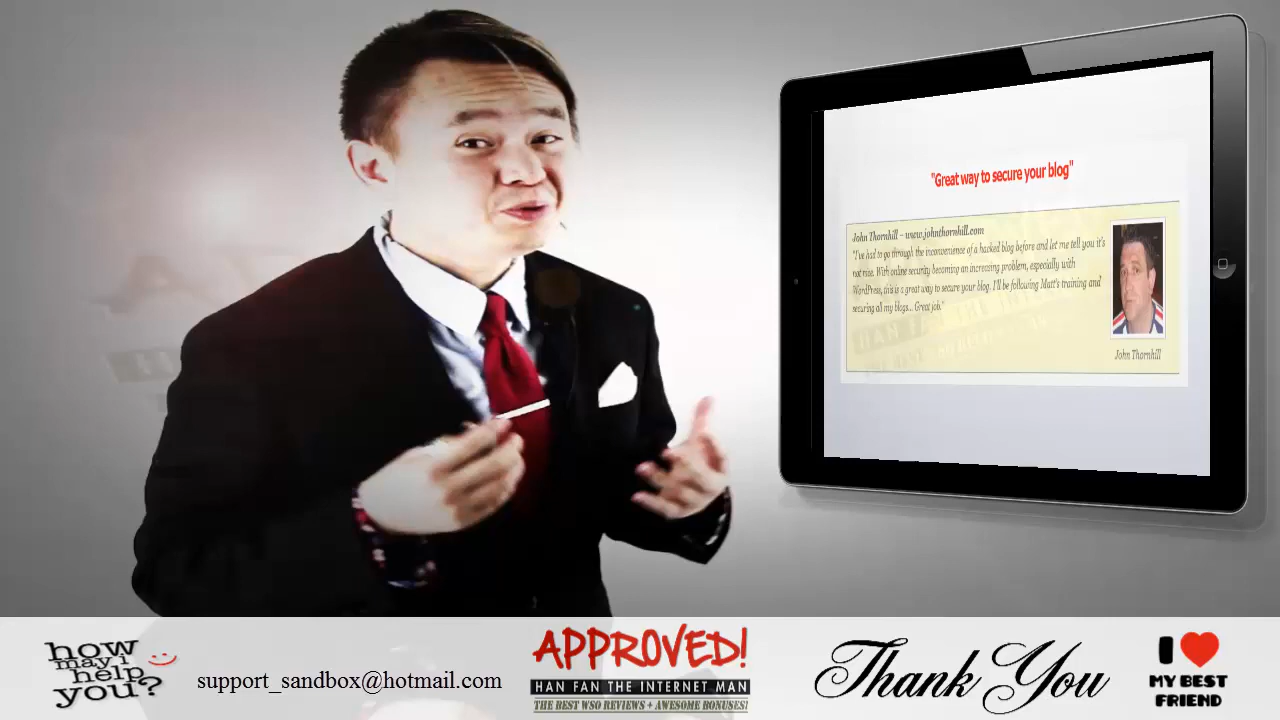 "Great way to secure your blog"
John Thornhill – www.johnthornhill.com
"I've had to go through the inconvenience of a hacked blog before and let me tell you it's
not nice. With online security becoming an increasing problem, especially with
WordPress, this is a great way to secure your blog. I'll be following Matt's training and
securing all my blogs... Great job."
John Thornhill
how
may i
help
you?
support_sandbox@hotmail.com
APPROVED!
HAN FAN THE INTERNET MAN
THE BEST WSO REVIEWS + AWESOME BONUSES!
Thank You
I
MY BEST
FRIEND